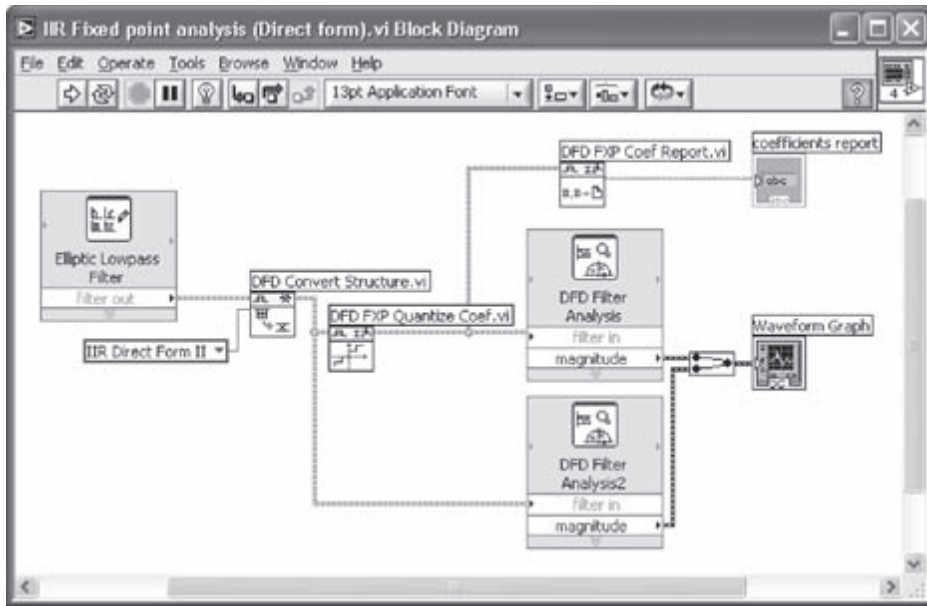 IIR Fixed point analysis (Direct form).vi Block Diagram
File Edit Operate Tools Browse Window Help
13pt Application Font
4
DFD FXP Coef Report.vi
coefficients report
abc
Elliptic Lowpass
Filter
filter out
DFD Convert Structure.vi
IIR Direct Form II
DFD FXP Quantize Coef.vi
DFD Filter
Analysis
filter in
magnitude
Waveform Graph
DFD Filter
Analysis2
filter in
magnitude